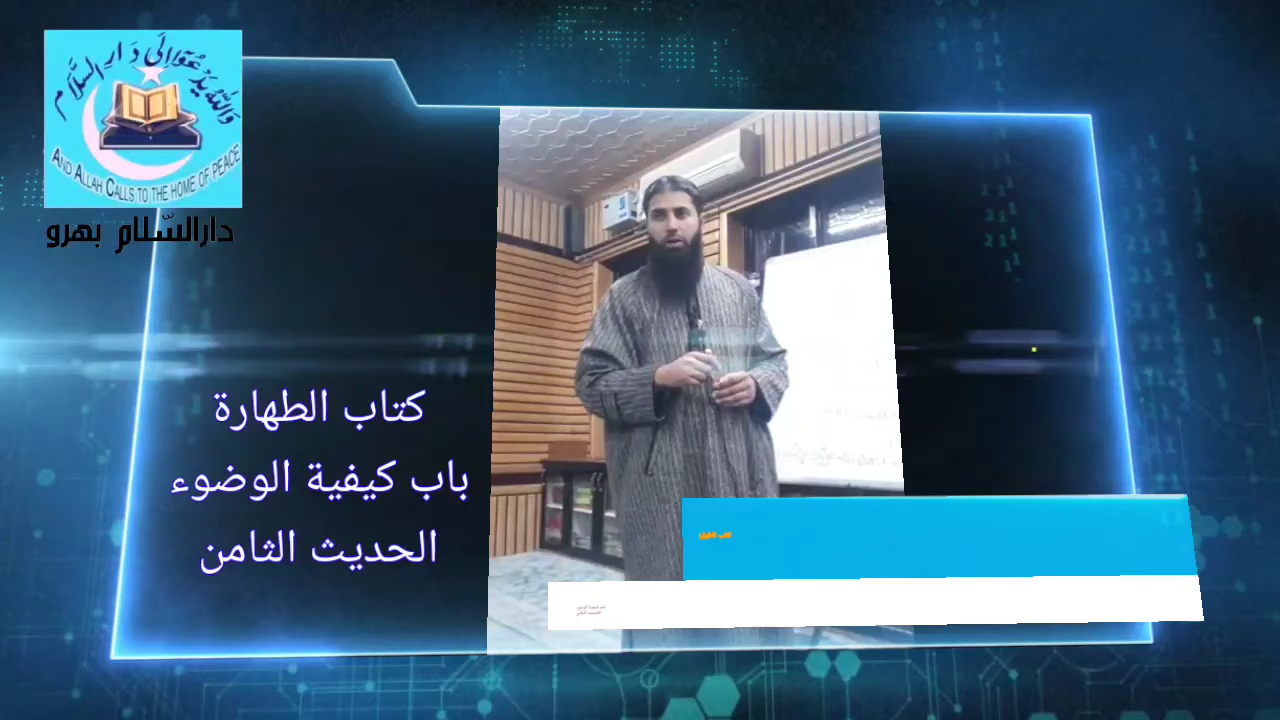 وَاللَّهُ يَدْعُوَا إِلَى دَارِ السَّلَامِ
AND ALLAH CALLS TO THE HOME OF PEACE
دارالسّلام بهرو
كتاب الطهارة
باب كيفية الوضوء
الحديث الثامن